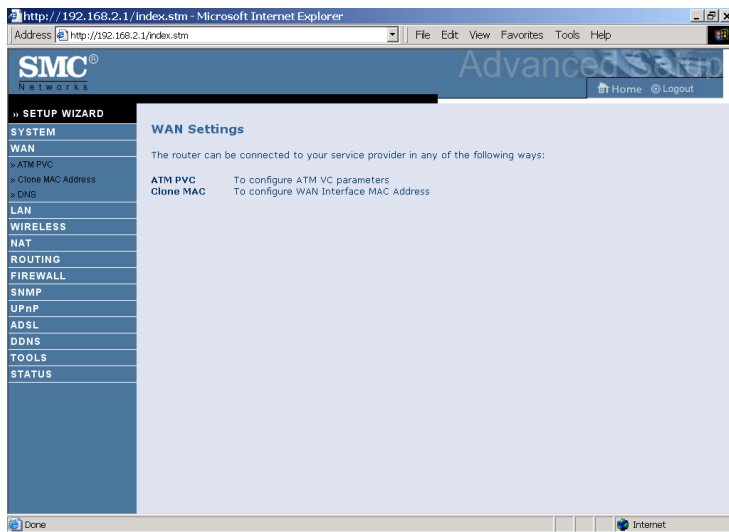 http://192.168.2.1/index.stm - Microsoft Internet Explorer
Address http://192.168.2.1/index.stm File Edit View Favorites Tools Help
SMC®
Networks
Advanced Setup
Home Logout
» SETUP WIZARD
SYSTEM
WAN
» ATM PVC
» Clone MAC Address
» DNS
LAN
WIRELESS
NAT
ROUTING
FIREWALL
SNMP
UPnP
ADSL
DDNS
TOOLS
STATUS
WAN Settings
The router can be connected to your service provider in any of the following ways:
ATM PVC To configure ATM VC parameters
Clone MAC To configure WAN Interface MAC Address
Done Internet